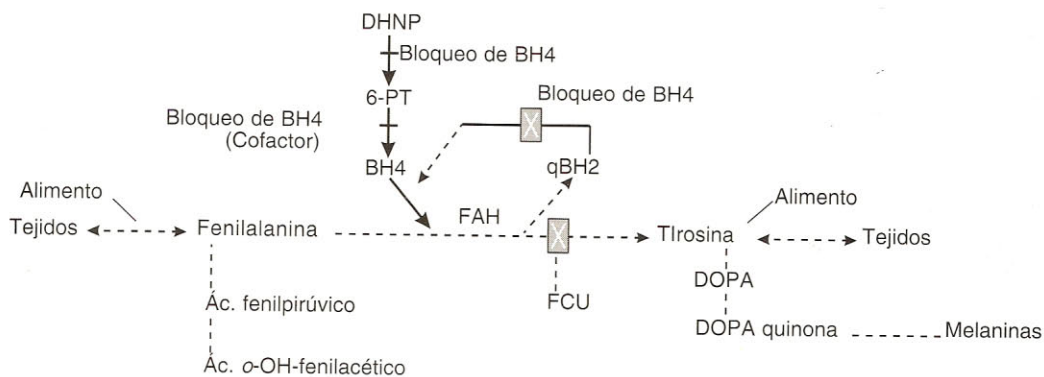 DHNP
Bloqueo de BH4
6-PT
Bloqueo de BH4
Bloqueo de BH4
(Cofactor)
BH4
qBH2
Alimento
Alimento
FAH
Tejidos
Fenilalanina
TIrosina
Tejidos
DOPA
Ác. fenilpirúvico
FCU
DOPA quinona
Melaninas
Ác. o-OH-fenilacético